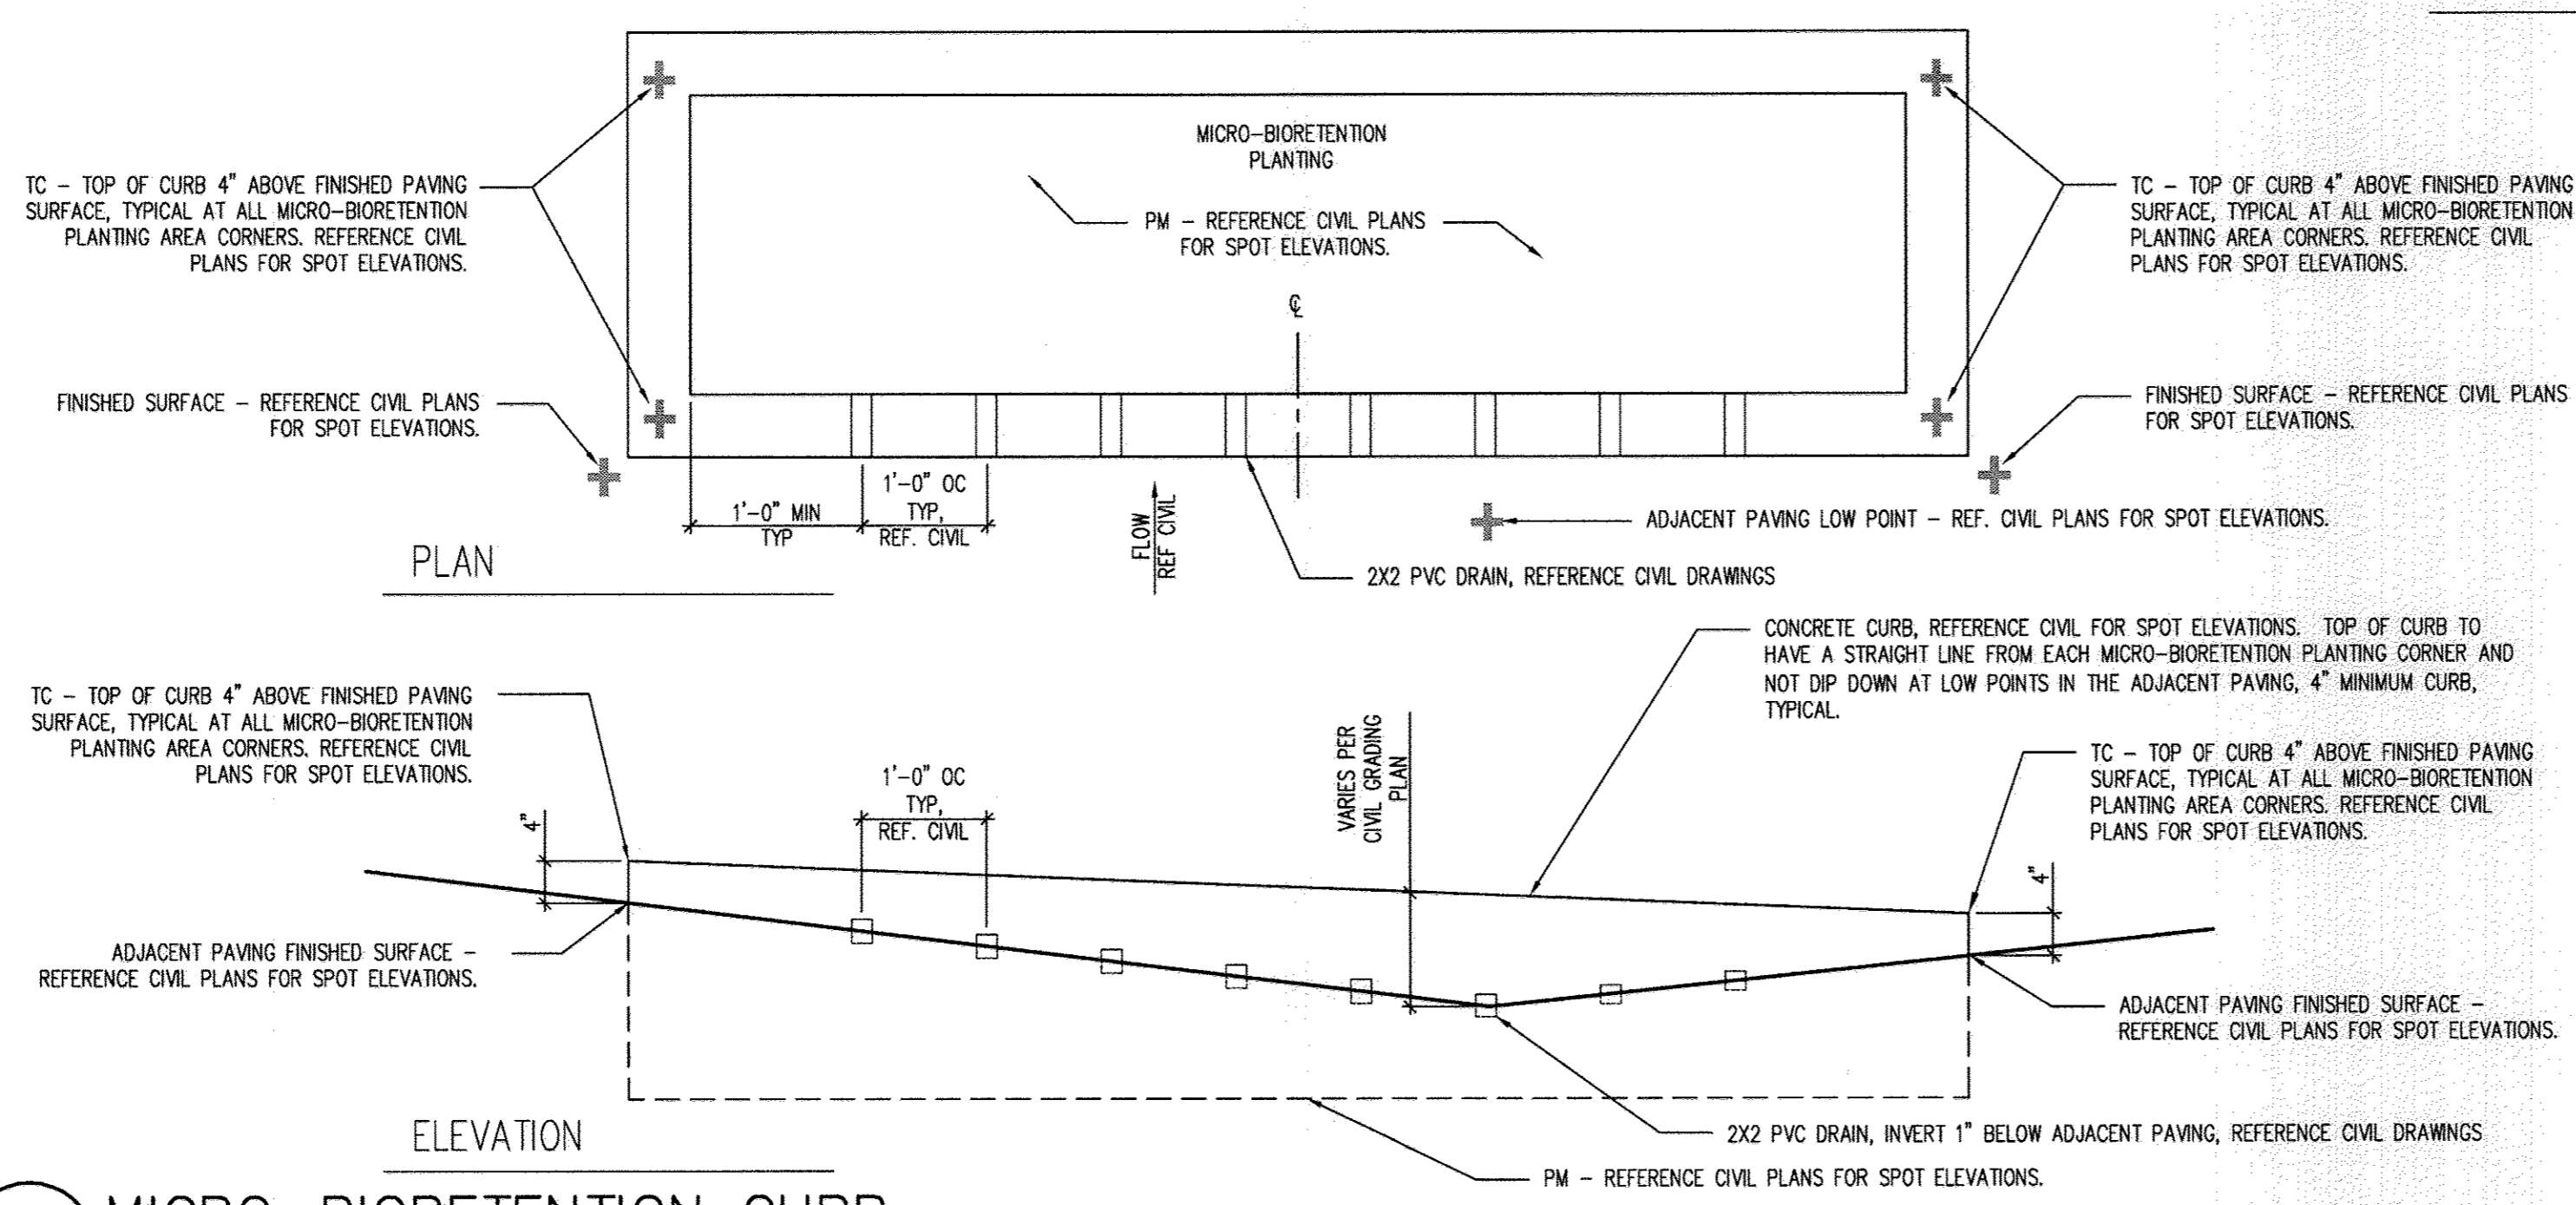 MICRO-BIORETENTION
PLANTING
TC - TOP OF CURB 4" ABOVE FINISHED PAVING
SURFACE, TYPICAL AT ALL MICRO-BIORETENTION
PLANTING AREA CORNERS. REFERENCE CIVIL
PLANS FOR SPOT ELEVATIONS.
PM - REFERENCE CIVIL PLANS
FOR SPOT ELEVATIONS.
TC - TOP OF CURB 4" ABOVE FINISHED PAVING
SURFACE, TYPICAL AT ALL MICRO-BIORETENTION
PLANTING AREA CORNERS. REFERENCE CIVIL
PLANS FOR SPOT ELEVATIONS.
℄
FINISHED SURFACE - REFERENCE CIVIL PLANS
FOR SPOT ELEVATIONS.
FINISHED SURFACE - REFERENCE CIVIL PLANS
FOR SPOT ELEVATIONS.
1'-0" MIN
TYP
1'-0" OC
TYP,
REF. CIVIL
FLOW
REF CIVIL
ADJACENT PAVING LOW POINT - REF. CIVIL PLANS FOR SPOT ELEVATIONS.
2X2 PVC DRAIN, REFERENCE CIVIL DRAWINGS
PLAN
CONCRETE CURB, REFERENCE CIVIL FOR SPOT ELEVATIONS. TOP OF CURB TO
HAVE A STRAIGHT LINE FROM EACH MICRO-BIORETENTION PLANTING CORNER AND
NOT DIP DOWN AT LOW POINTS IN THE ADJACENT PAVING, 4" MINIMUM CURB,
TYPICAL.
TC - TOP OF CURB 4" ABOVE FINISHED PAVING
SURFACE, TYPICAL AT ALL MICRO-BIORETENTION
PLANTING AREA CORNERS. REFERENCE CIVIL
PLANS FOR SPOT ELEVATIONS.
4"
1'-0" OC
TYP,
REF. CIVIL
VARIES PER
CIVIL GRADING
PLAN
TC - TOP OF CURB 4" ABOVE FINISHED PAVING
SURFACE, TYPICAL AT ALL MICRO-BIORETENTION
PLANTING AREA CORNERS. REFERENCE CIVIL
PLANS FOR SPOT ELEVATIONS.
4"
ADJACENT PAVING FINISHED SURFACE -
REFERENCE CIVIL PLANS FOR SPOT ELEVATIONS.
ADJACENT PAVING FINISHED SURFACE -
REFERENCE CIVIL PLANS FOR SPOT ELEVATIONS.
2X2 PVC DRAIN, INVERT 1" BELOW ADJACENT PAVING, REFERENCE CIVIL DRAWINGS
PM - REFERENCE CIVIL PLANS FOR SPOT ELEVATIONS.
ELEVATION
MICRO-BIORETENTION CURB